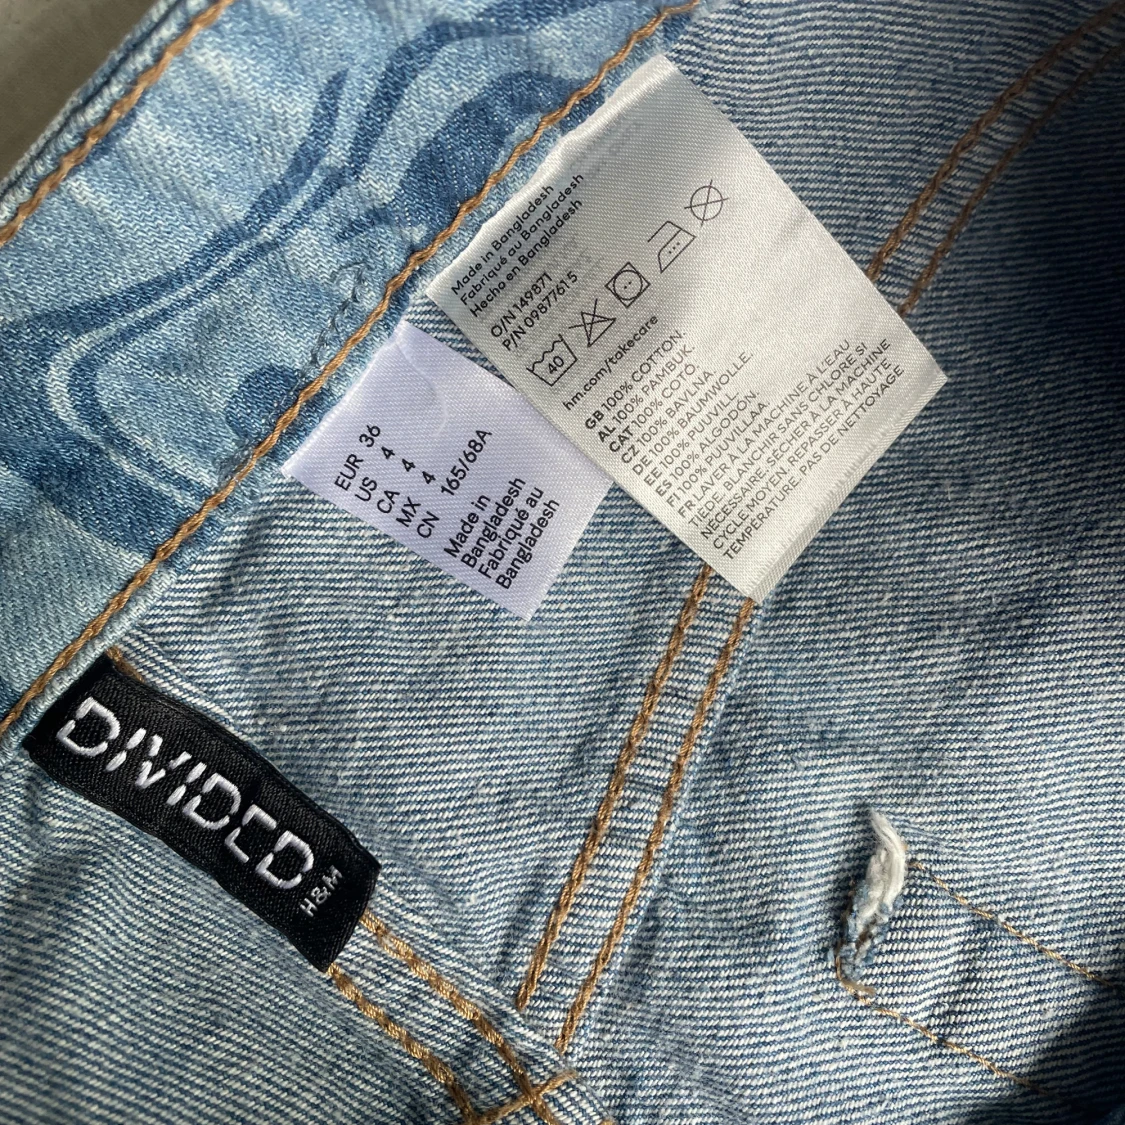 Made in Bangladesh
Fabriqué au Bangladesh
Hecho en Bangladesh
O/N 149871
P/N 09877615
40
hm.com/takecare
GB 100% COTTON.
AL 100% PAMBUK.
CAT 100% COTÓ.
CZ 100% BAVLNA.
DE 100% BAUMWOLLE.
EE 100% PUUVILL.
ES 100% ALGODÓN.
FI 100% PUUVILLAA.
FR LAVER À LA MACHINE À L'EAU
TIEDE. BLANCHIR SANS CHLORE SI
NÉCESSAIRE. SÉCHER À LA MACHINE
CYCLE MOYEN. REPASSER À HAUTE
TEMPÉRATURE. PAS DE NETTOYAGE
EUR 36
US 4
CA 4
MX 4
CN 165/68A
Made in
Bangladesh
Fabriqué au
Bangladesh
DIVIDED
H&M